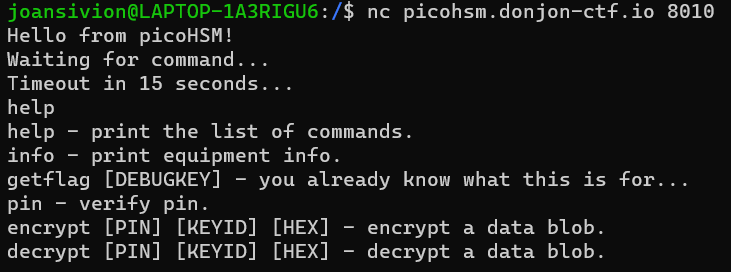 joansivion@LAPTOP-1A3RIGU6:/$ nc picohsm.donjon-ctf.io 8010
Hello from picoHSM!
Waiting for command...
Timeout in 15 seconds...
help
help - print the list of commands.
info - print equipment info.
getflag [DEBUGKEY] - you already know what this is for...
pin - verify pin.
encrypt [PIN] [KEYID] [HEX] - encrypt a data blob.
decrypt [PIN] [KEYID] [HEX] - decrypt a data blob.